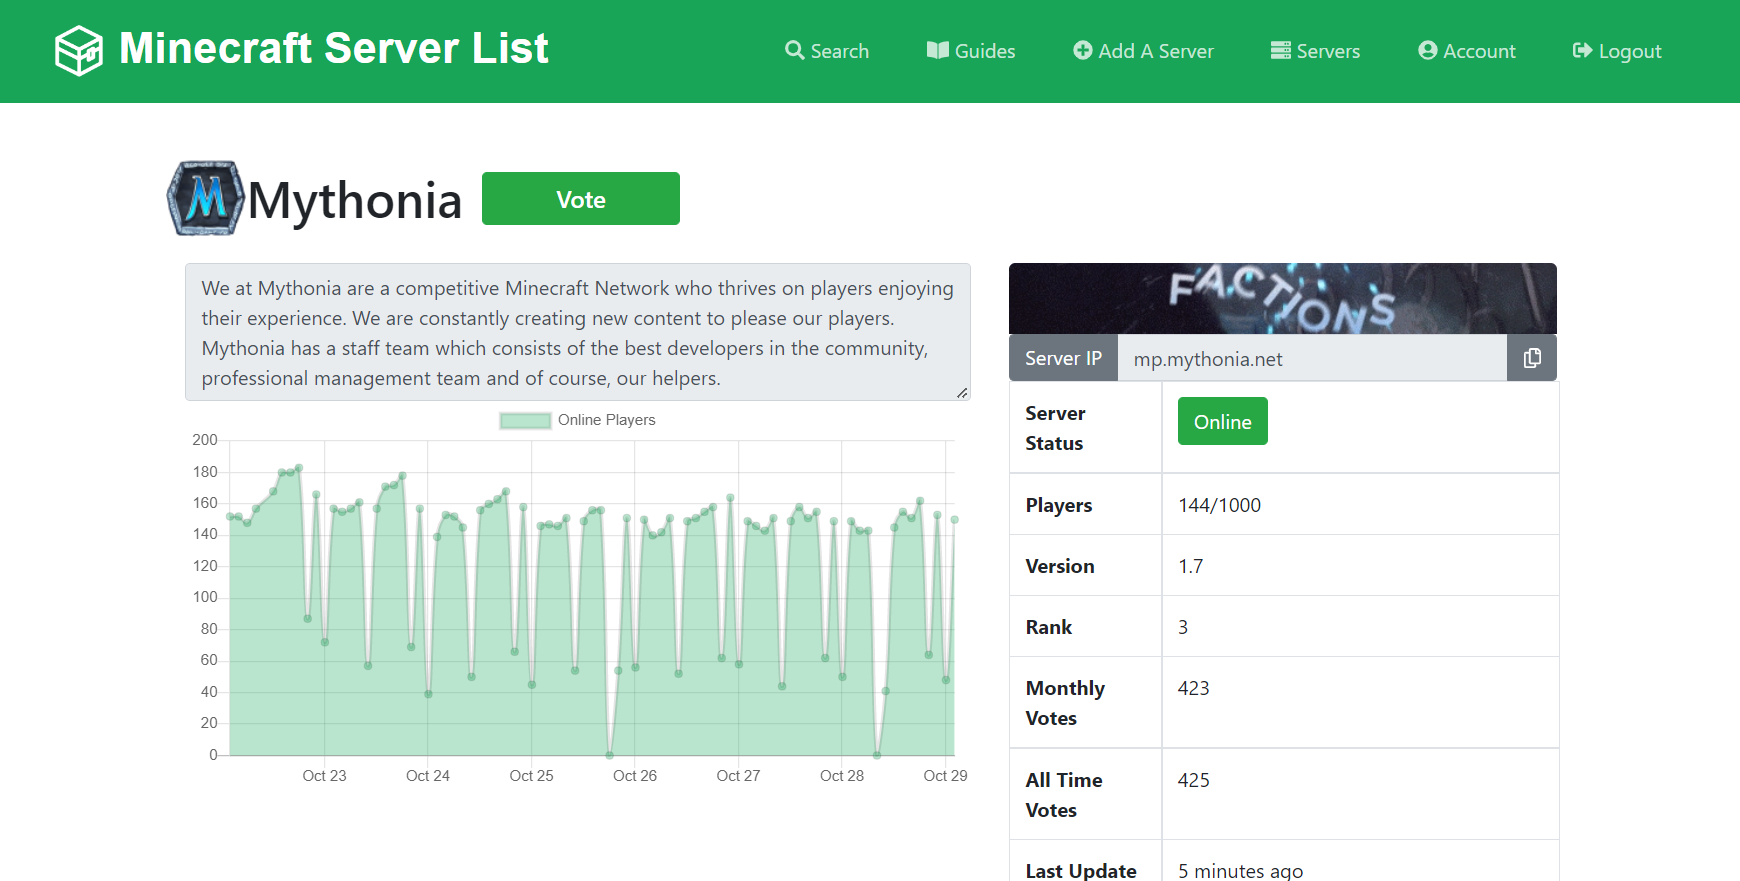 Minecraft Server List
Search
Guides
Add A Server
Servers
Account
Logout
M
Mythonia
Vote
We at Mythonia are a competitive Minecraft Network who thrives on players enjoying
their experience. We are constantly creating new content to please our players.
Mythonia has a staff team which consists of the best developers in the community,
professional management team and of course, our helpers.
Online Players
200
180
160
140
120
100
80
60
40
20
0
Oct 23
Oct 24
Oct 25
Oct 26
Oct 27
Oct 28
Oct 29
FACTIONS
Server IP
mp.mythonia.net
Server
Status
Online
Players
144/1000
Version
1.7
Rank
3
Monthly
Votes
423
All Time
Votes
425
Last Update
5 minutes ago